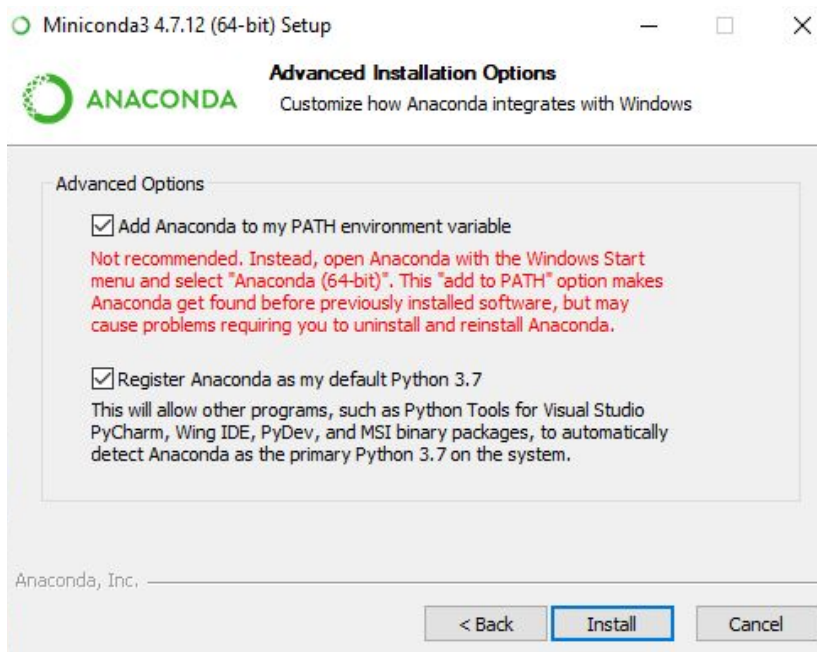 Miniconda3 4.7.12 (64-bit) Setup
ANACONDA
Advanced Installation Options
Customize how Anaconda integrates with Windows
Advanced Options
Add Anaconda to my PATH environment variable
Not recommended. Instead, open Anaconda with the Windows Start
menu and select "Anaconda (64-bit)". This "add to PATH" option makes
Anaconda get found before previously installed software, but may
cause problems requiring you to uninstall and reinstall Anaconda.
Register Anaconda as my default Python 3.7
This will allow other programs, such as Python Tools for Visual Studio
PyCharm, Wing IDE, PyDev, and MSI binary packages, to automatically
detect Anaconda as the primary Python 3.7 on the system.
Anaconda, Inc.
< Back
Install
Cancel